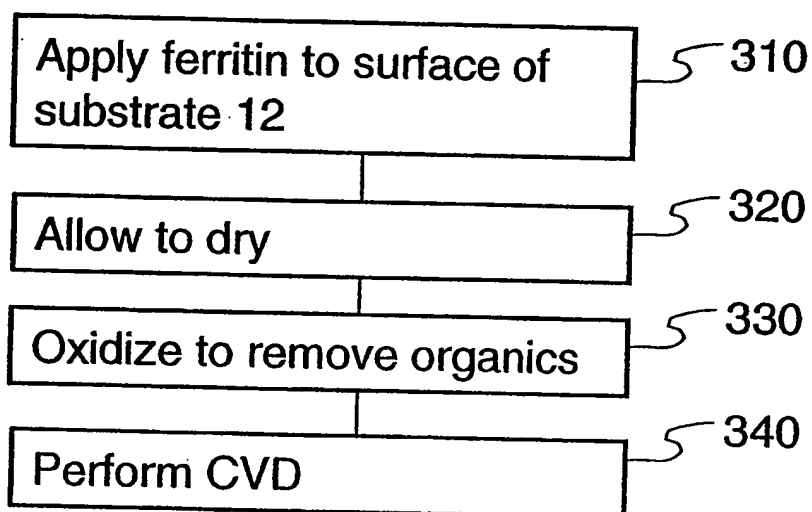 Apply ferritin to surface of
substrate 12
310
Allow to dry
320
Oxidize to remove organics
330
Perform CVD
340